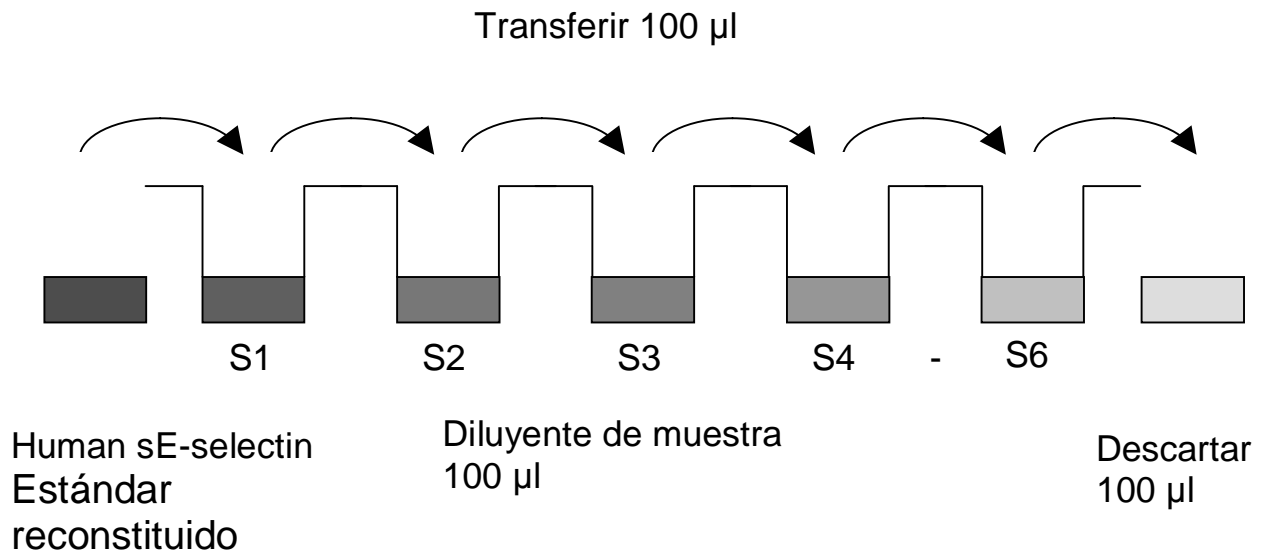 Transferir 100 µl
S1 S2 S3 S4 - S6
Human sE-selectin
Estándar
reconstituido
Diluyente de muestra
100 µl
Descartar
100 µl